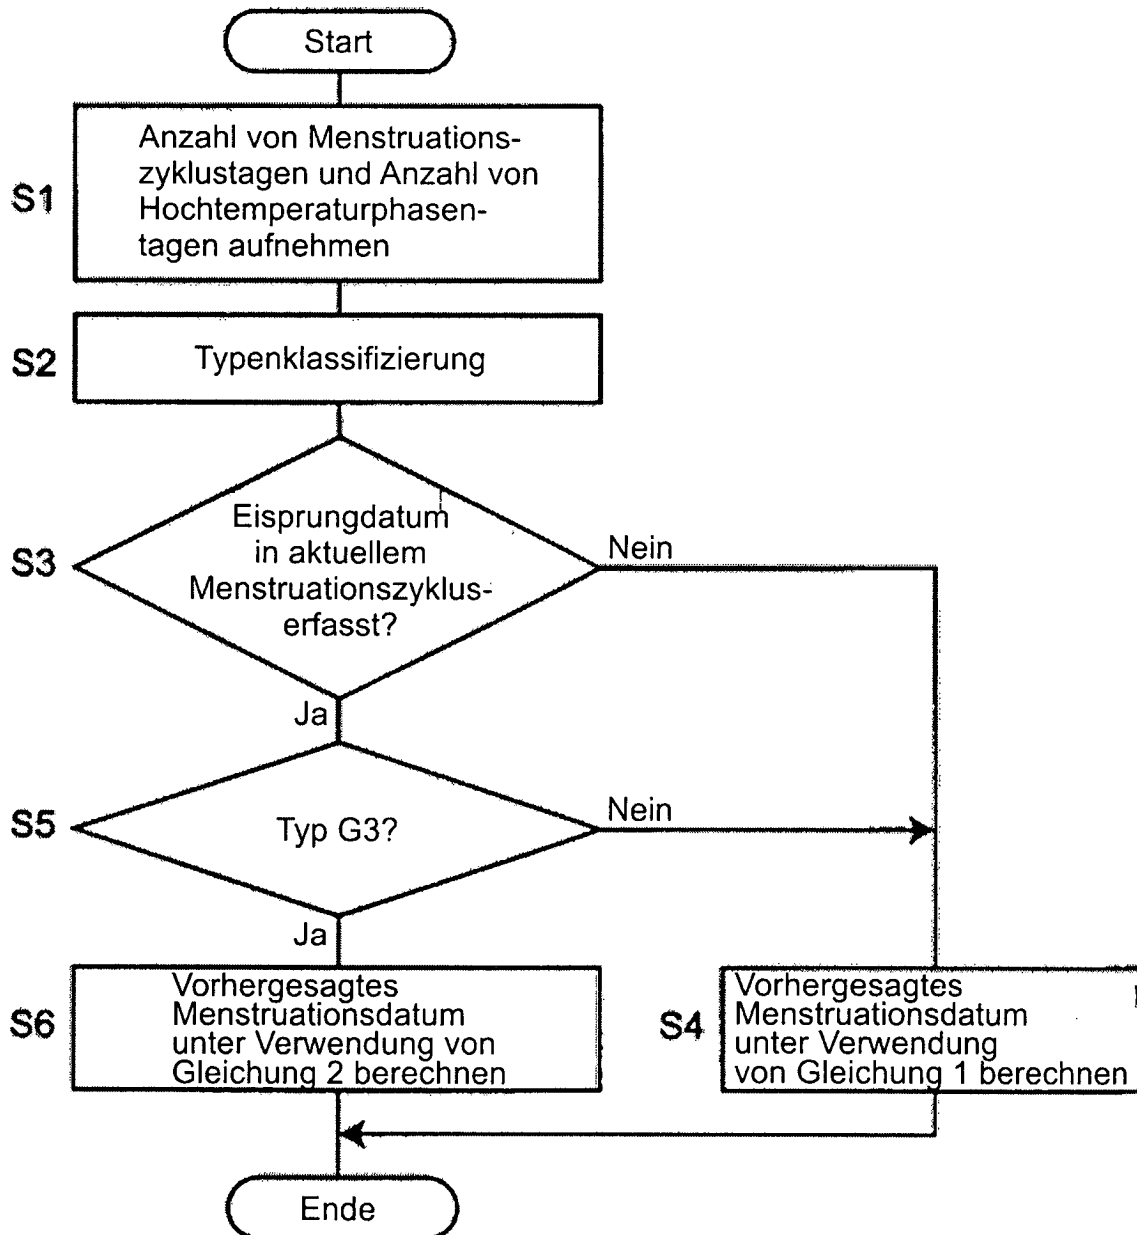 Start
S1
Anzahl von Menstruations-
zyklustagen und Anzahl von
Hochtemperaturphasen-
tagen aufnehmen
S2
Typenklassifizierung
S3
Eisprungdatum
in aktuellem
Menstruationszyklus-
erfasst?
Nein
Ja
S5
Typ G3?
Nein
Ja
S6
Vorhergesagtes
Menstruationsdatum
unter Verwendung von
Gleichung 2 berechnen
S4
Vorhergesagtes
Menstruationsdatum
unter Verwendung
von Gleichung 1 berechnen
Ende